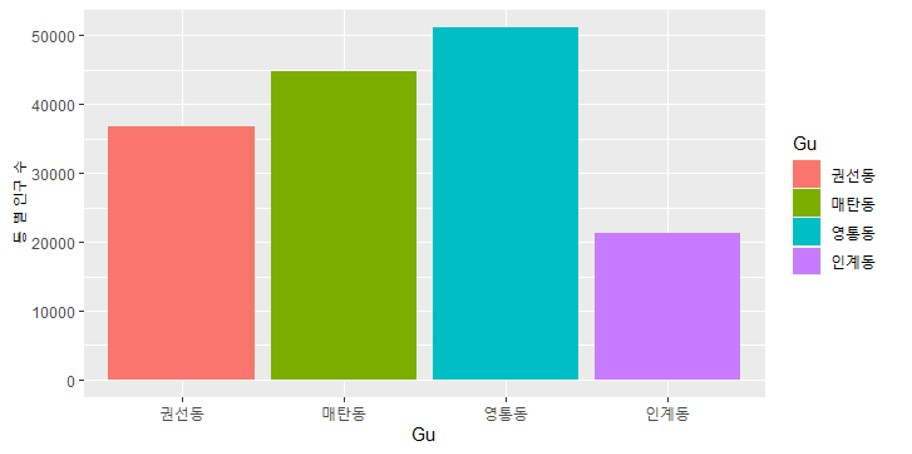 동 별 인구 수
50000
40000
30000
20000
10000
0
권선동 매탄동 영통동 인계동
Gu
Gu
권선동
매탄동
영통동
인계동